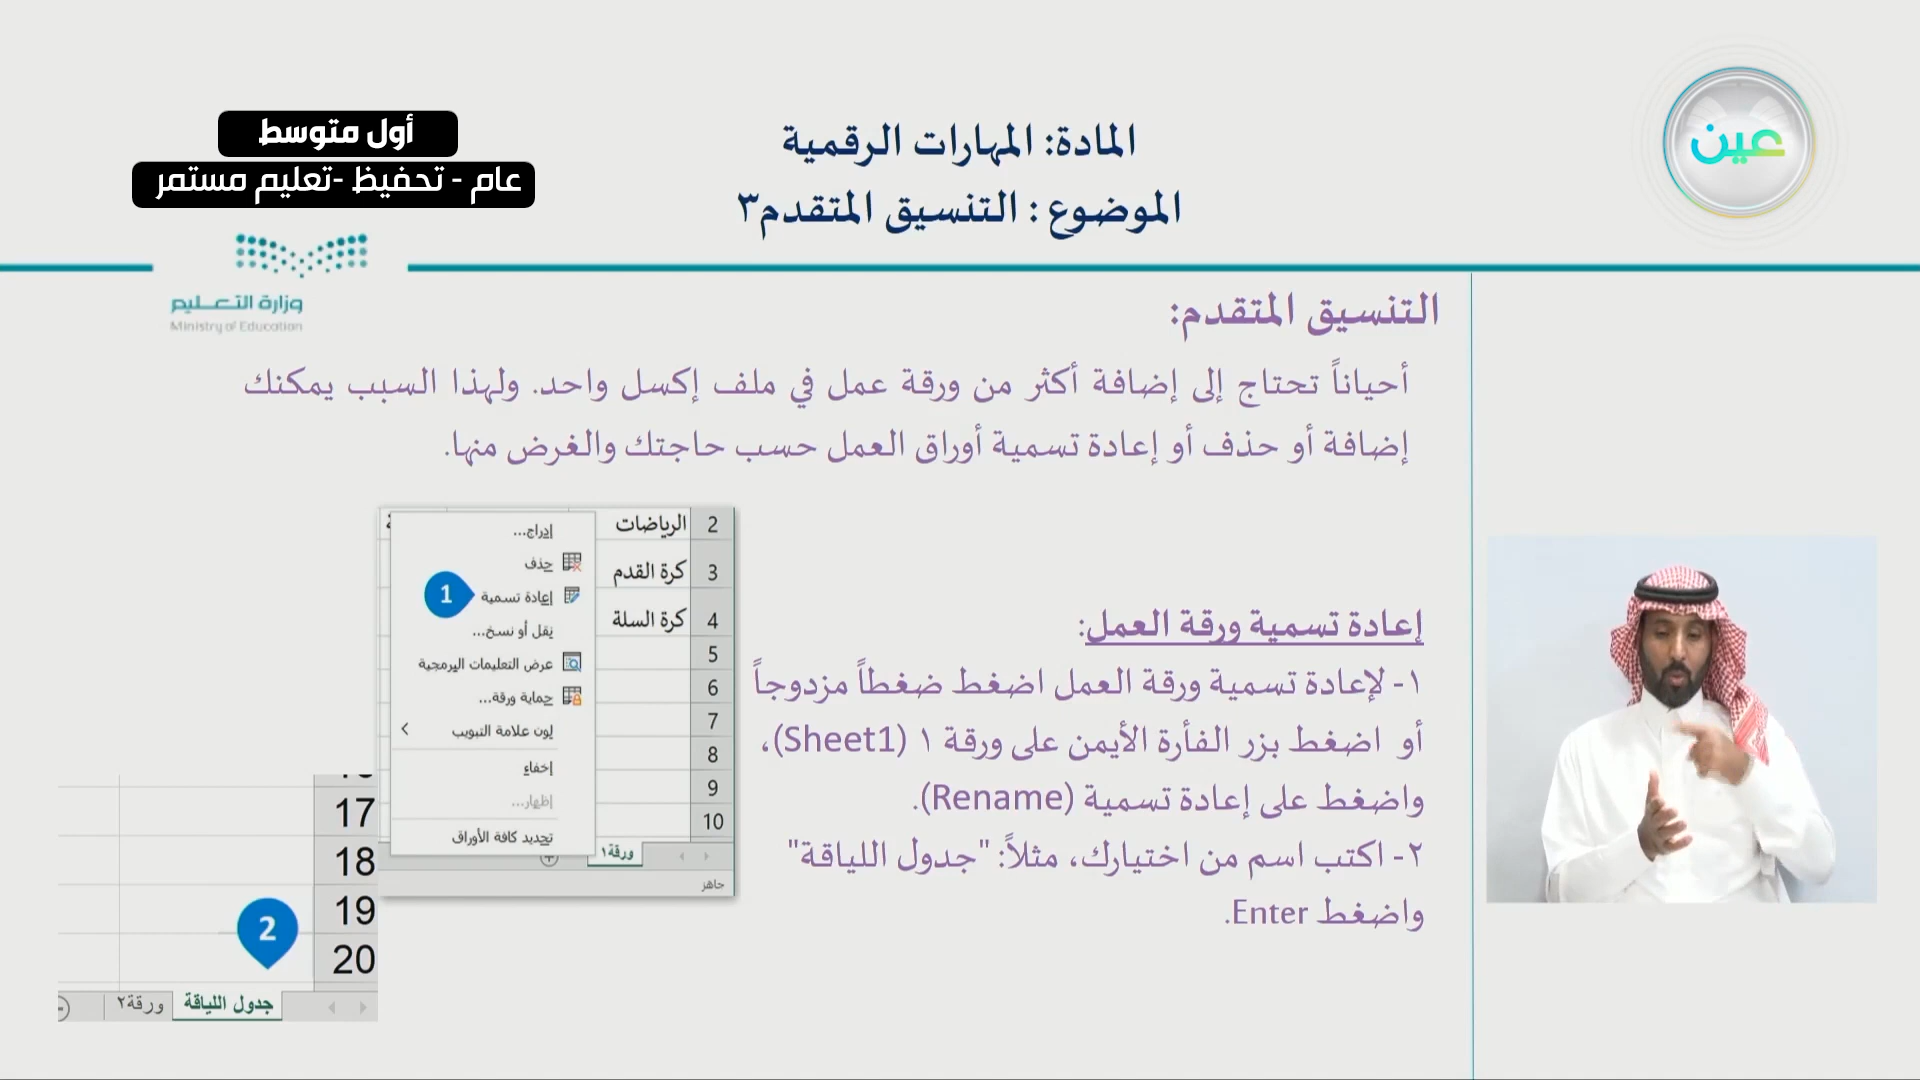 عين
المادة: المهارات الرقمية
الموضوع : التنسيق المتقدم٣
أول متوسط
عام - تحفيظ -تعليم مستمر
وزارة التعليم
Ministry of Education
التنسيق المتقدم:
أحياناً تحتاج إلى إضافة أكثر من ورقة عمل في ملف إكسل واحد. ولهذا السبب يمكنك
إضافة أو حذف أو إعادة تسمية أوراق العمل حسب حاجتك والغرض منها.
إعادة تسمية ورقة العمل:
١- لإعادة تسمية ورقة العمل اضغط ضغطاً مزدوجاً
أو اضغط بزر الفأرة الأيمن على ورقة ١ (Sheet1)،
واضغط على إعادة تسمية (Rename).
٢- اكتب اسم من اختيارك، مثلاً: "جدول اللياقة"
واضغط Enter.
2 الرياضات
3 كرة القدم
4 كرة السلة
5
6
7
8
9
10
إدراج...
حذف
إعادة تسمية
1
نقل أو نسخ...
عرض التعليمات البرمجية
حماية ورقة...
لون علامة التبويب
إخفاء
إظهار...
تحديد كافة الأوراق
ورقة١
جاهز
17
18
19
20
2
جدول اللياقة
ورقة٢